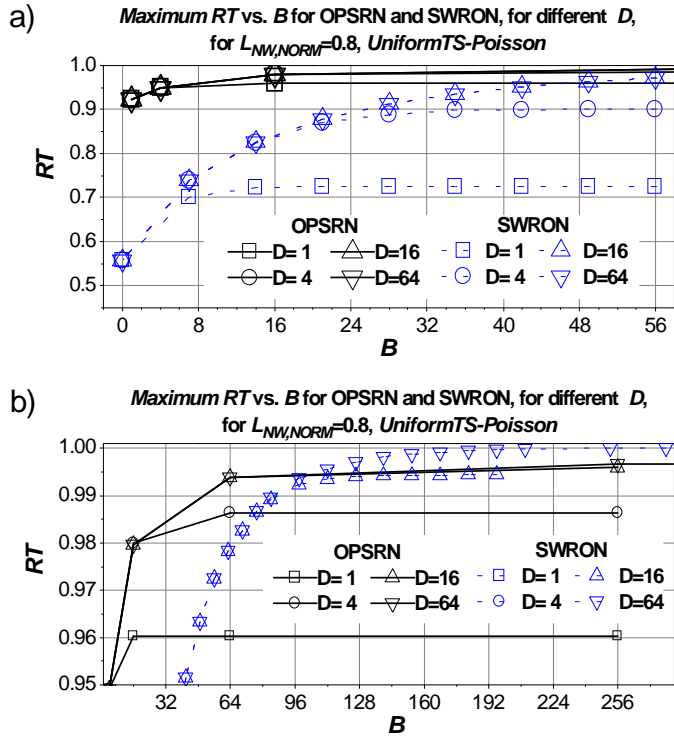 a)
Maximum RT vs. B for OPSRN and SWRON, for different D,
for L_NW,NORM=0.8, UniformTS-Poisson
1.0
0.9
0.8
0.7
0.6
0.5
RT
OPSRN SWRON
D= 1 D=16 D= 1 D=16
D= 4 D=64 D= 4 D=64
0 8 16 24 32 40 48 56
B
b)
Maximum RT vs. B for OPSRN and SWRON, for different D,
for L_NW,NORM=0.8, UniformTS-Poisson
1.00
0.99
0.98
0.97
0.96
0.95
RT
OPSRN SWRON
D= 1 D=16 D= 1 D=16
D= 4 D=64 D= 4 D=64
32 64 96 128 160 192 224 256
B